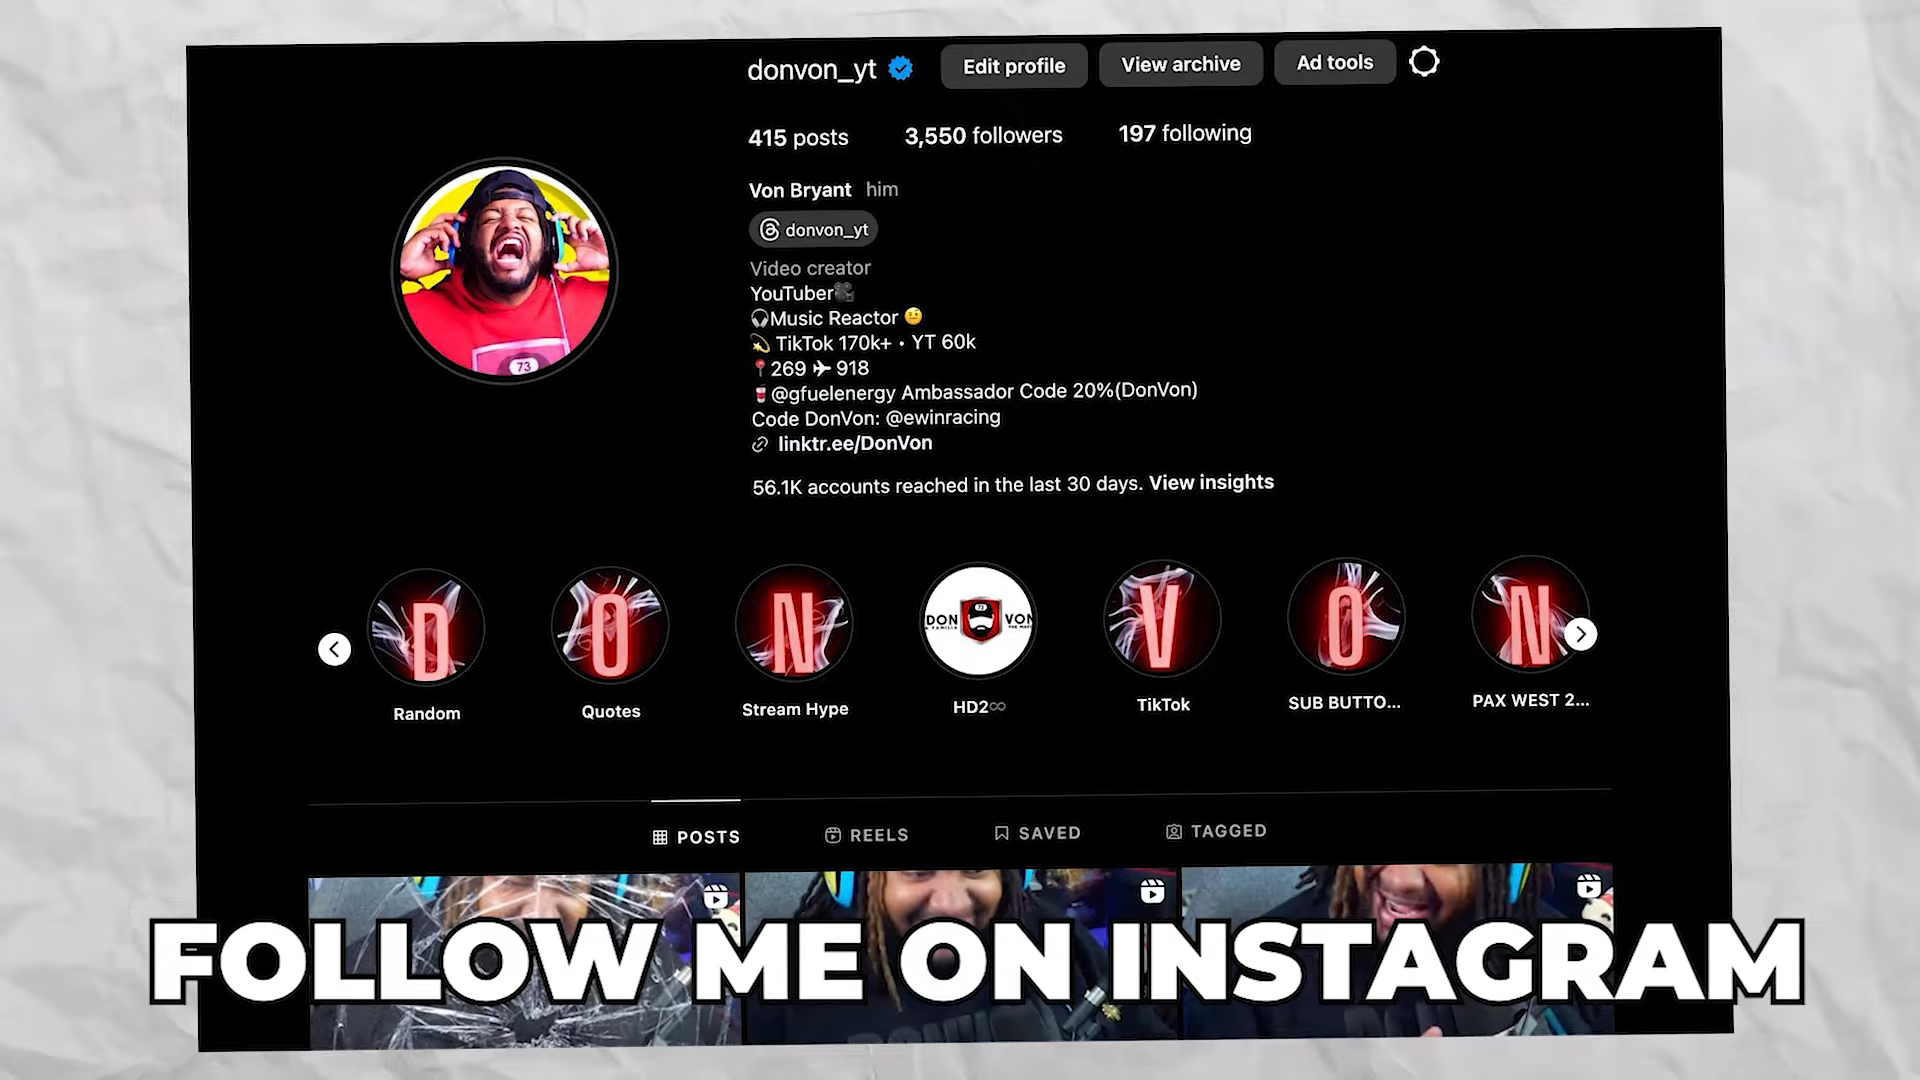 donvon_yt Edit profile View archive Ad tools
415 posts 3,550 followers 197 following
Von Bryant him
donvon_yt
Video creator
YouTuber🎥
🎧Music Reactor 🤨
💫 TikTok 170k+ • YT 60k
📍269 ✈ 918
🥤@gfuelenergy Ambassador Code 20%(DonVon)
Code DonVon: @ewinracing
linktr.ee/DonVon
56.1K accounts reached in the last 30 days. View insights
D O N DON VON V O N
73
Random Quotes Stream Hype HD2∞ TikTok SUB BUTTO... PAX WEST 2...
POSTS REELS SAVED TAGGED
FOLLOW ME ON INSTAGRAM